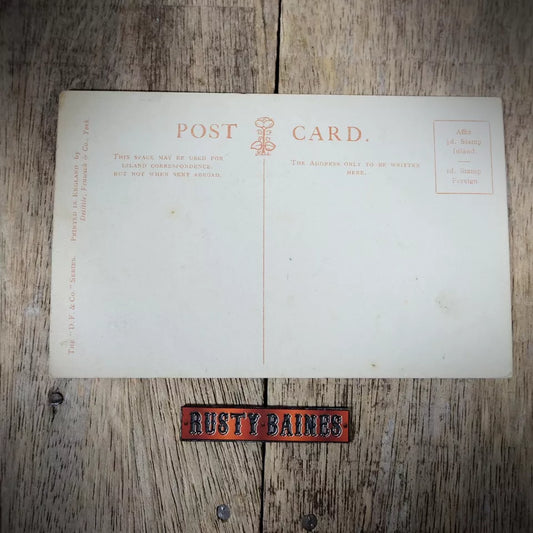 POST CARD.
THIS SPACE MAY BE USED FOR
INLAND CORRESPONDENCE
BUT NOT WHEN SENT ABROAD.
THE ADDRESS ONLY TO BE WRITTEN
HERE.
Affix
½d. Stamp
Inland.
1d. Stamp
Foreign
THE "D. F. & CO." SERIES. PRINTED IN ENGLAND by
& Co., York
RUSTY BAINES